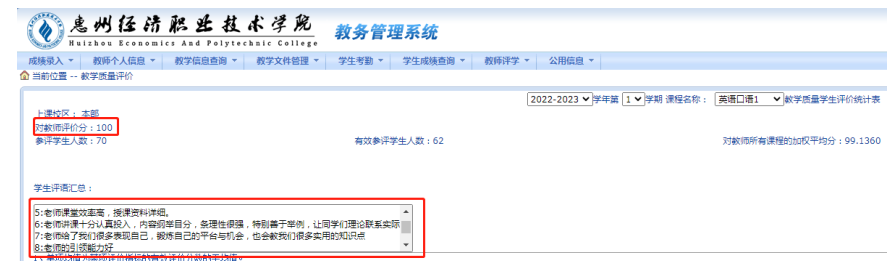 惠州经济职业技术学院 教务管理系统
Huizhou Economics And Polytechnic College
成绩录入 教师个人信息 教学信息查询 教学文件管理 学生考勤 学生成绩查询 教师评学 公用信息
当前位置 -- 教学质量评价
2022-2023 学年第 1 学期 课程名称： 英语口语1 教学质量学生评价统计表
上课校区： 本部
对教师评价分：100
参评学生人数：70 有效参评学生人数：62 对教师所有课程的加权平均分：99.1360
学生评语汇总：
5:老师课堂效率高，授课资料详细。
6:老师讲课十分认真投入，内容纲举目分，条理性很强，特别善于举例，让同学们理论联系实际
7:老师给了我们很多表现自己，锻炼自己的平台与机会，也会教我们很多实用的知识点
8:老师的引领能力好